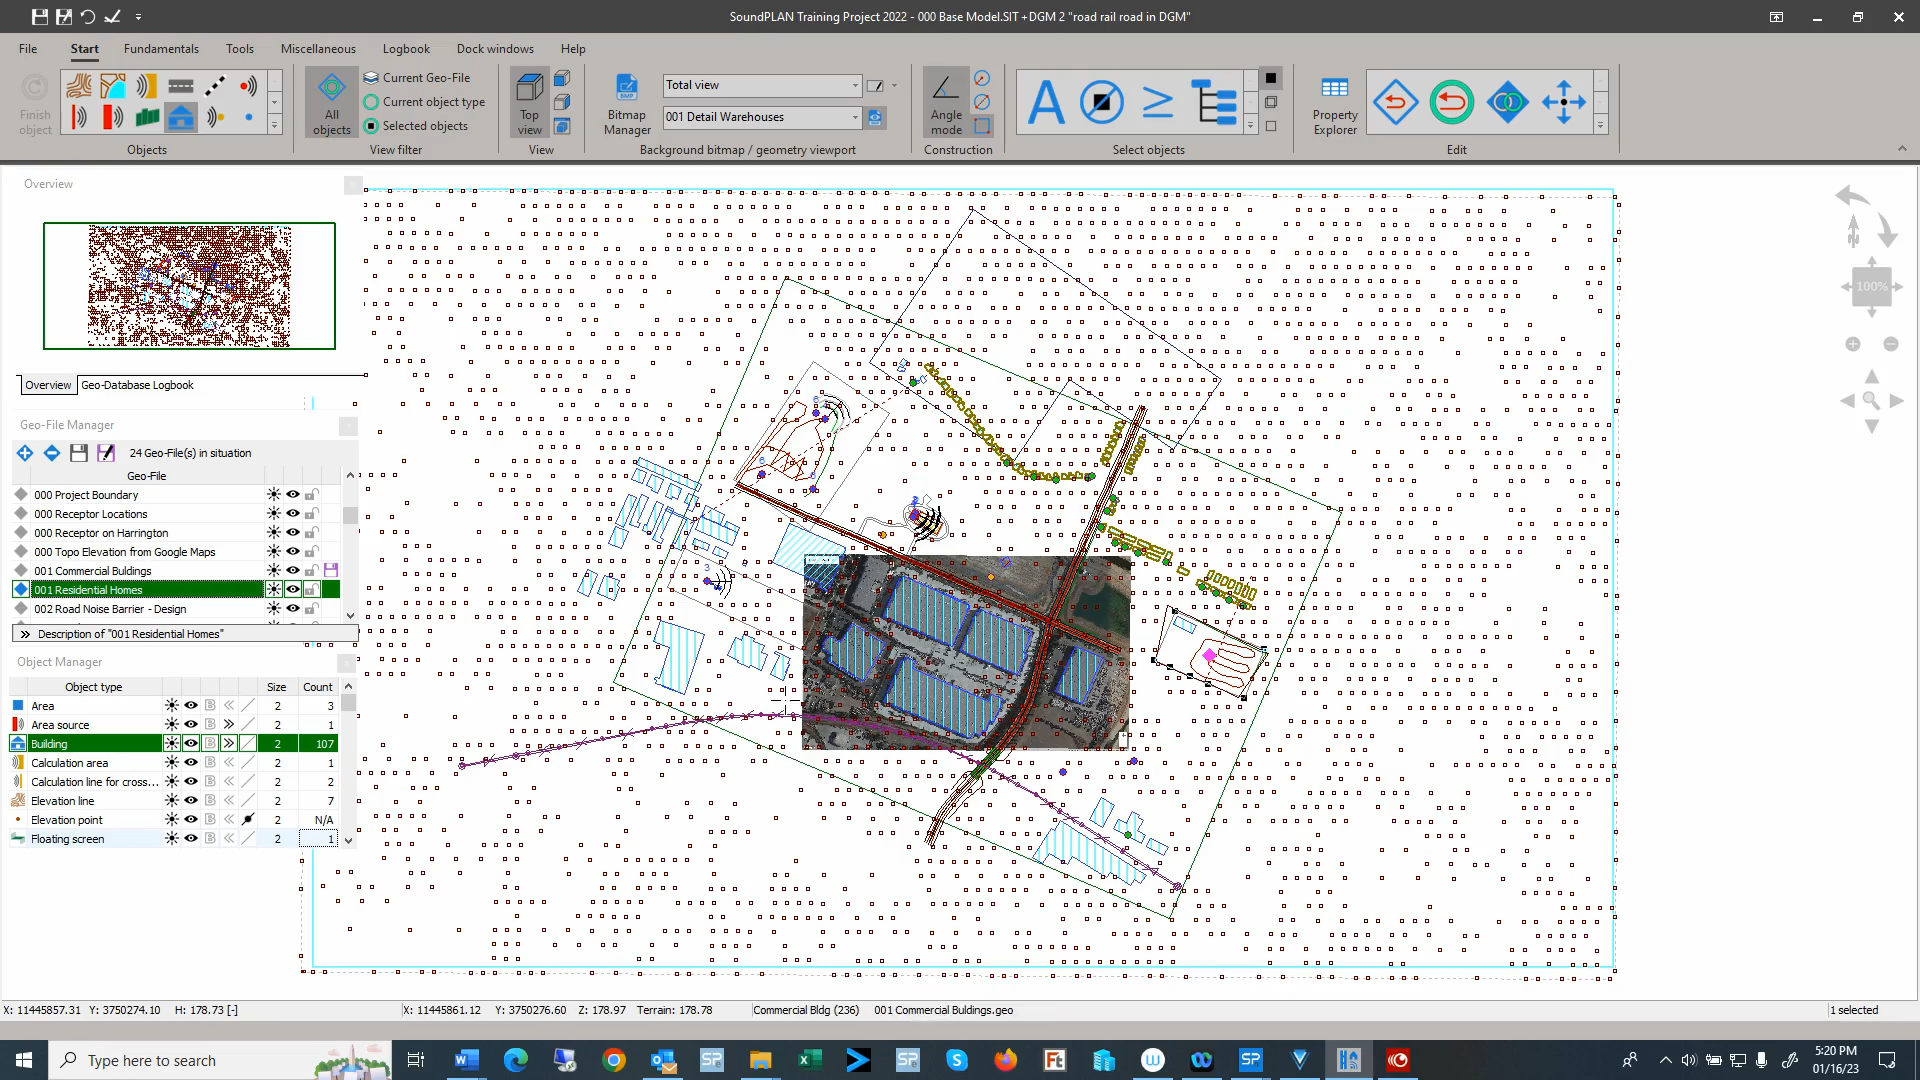 SoundPLAN Training Project 2022 - 000 Base Model.SIT +DGM 2 "road rail road in DGM"
File Start Fundamentals Tools Miscellaneous Logbook Dock windows Help
Finish object
Objects
All objects
Current Geo-File
Current object type
Selected objects
View filter
Top view
View
BMP
Bitmap Manager
Total view
001 Detail Warehouses
Background bitmap / geometry viewport
Angle mode
Construction
Select objects
Property Explorer
Edit
Overview
Overview Geo-Database Logbook
Geo-File Manager
24 Geo-File(s) in situation
Geo-File
000 Project Boundary
000 Receptor Locations
000 Receptor on Harrington
000 Topo Elevation from Google Maps
001 Commercial Buldings
001 Residential Homes
002 Road Noise Barrier - Design
Description of "001 Residential Homes"
Object Manager
Object type Size Count
Area 2 3
Area source 2 1
Building 2 107
Calculation area 2 1
Calculation line for cross... 2 2
Elevation line 2 7
Elevation point 2 N/A
Floating screen 2 1
N
100%
X: 11445857.31 Y: 3750274.10 H: 178.73 [-] X: 11445861.12 Y: 3750276.60 Z: 178.97 Terrain: 178.78 Commercial Bldg (236) 001 Commercial Buldings.geo 1 selected
Type here to search
5:20 PM
01/16/23